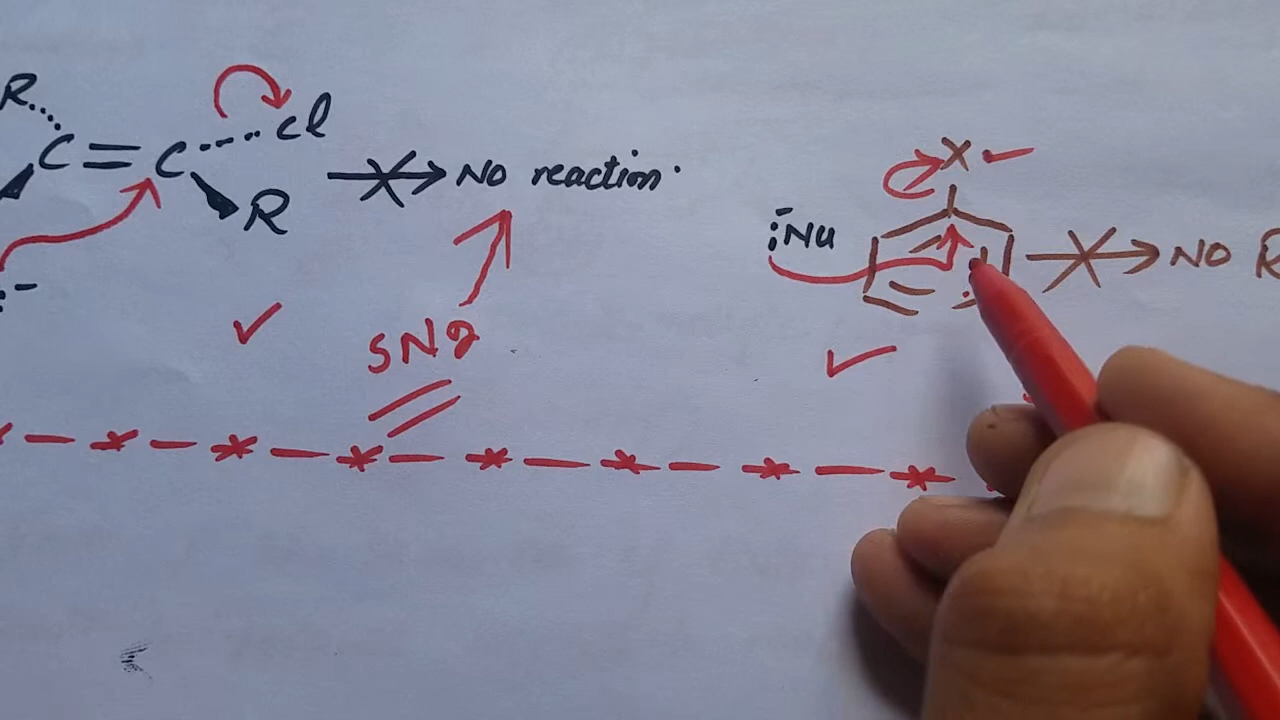 R
C = C Cl
R
No reaction.
SN2
X
:Nu
NO R